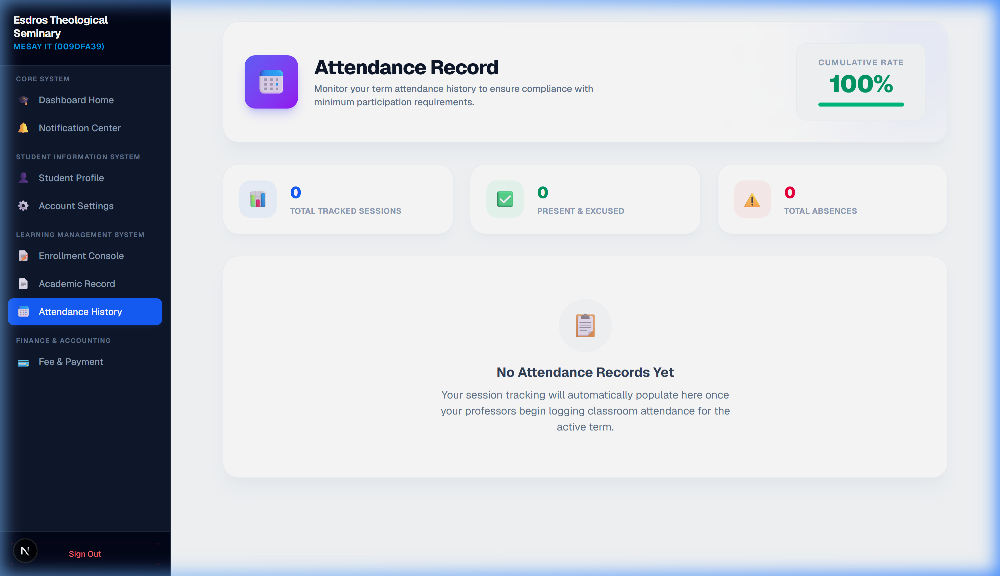 Esdros Theological
Seminary
MESAY IT (009DFA39)
CORE SYSTEM
Dashboard Home
Notification Center
STUDENT INFORMATION SYSTEM
Student Profile
Account Settings
LEARNING MANAGEMENT SYSTEM
Enrollment Console
Academic Record
Attendance History
FINANCE & ACCOUNTING
Fee & Payment
N
Sign Out
Attendance Record
Monitor your term attendance history to ensure compliance with
minimum participation requirements.
CUMULATIVE RATE
100%
0
TOTAL TRACKED SESSIONS
0
PRESENT & EXCUSED
0
TOTAL ABSENCES
No Attendance Records Yet
Your session tracking will automatically populate here once
your professors begin logging classroom attendance for the
active term.